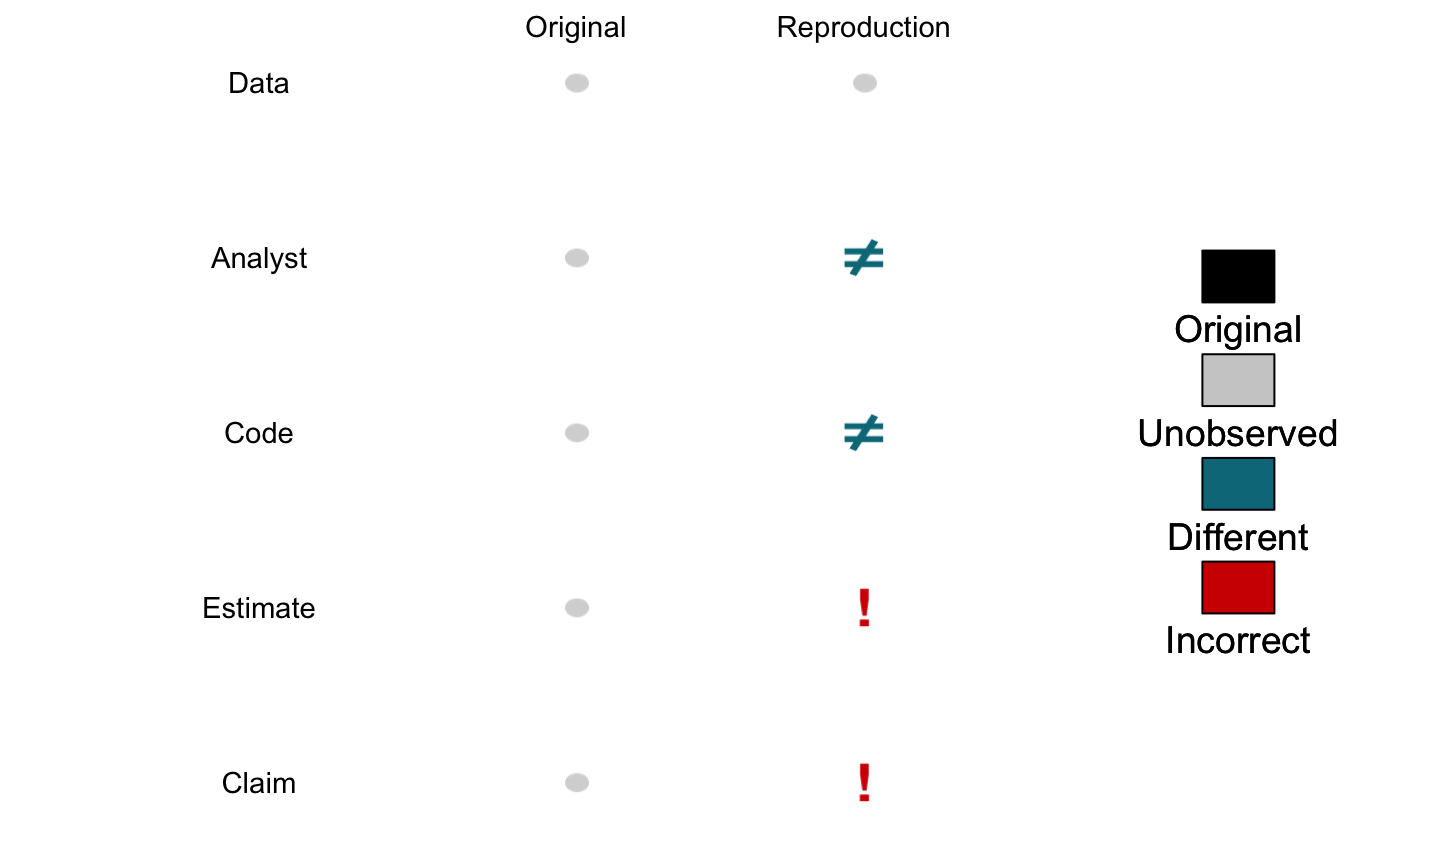 Original Reproduction
Data
Analyst ≠
Code ≠
Estimate !
Claim !
Original
Unobserved
Different
Incorrect